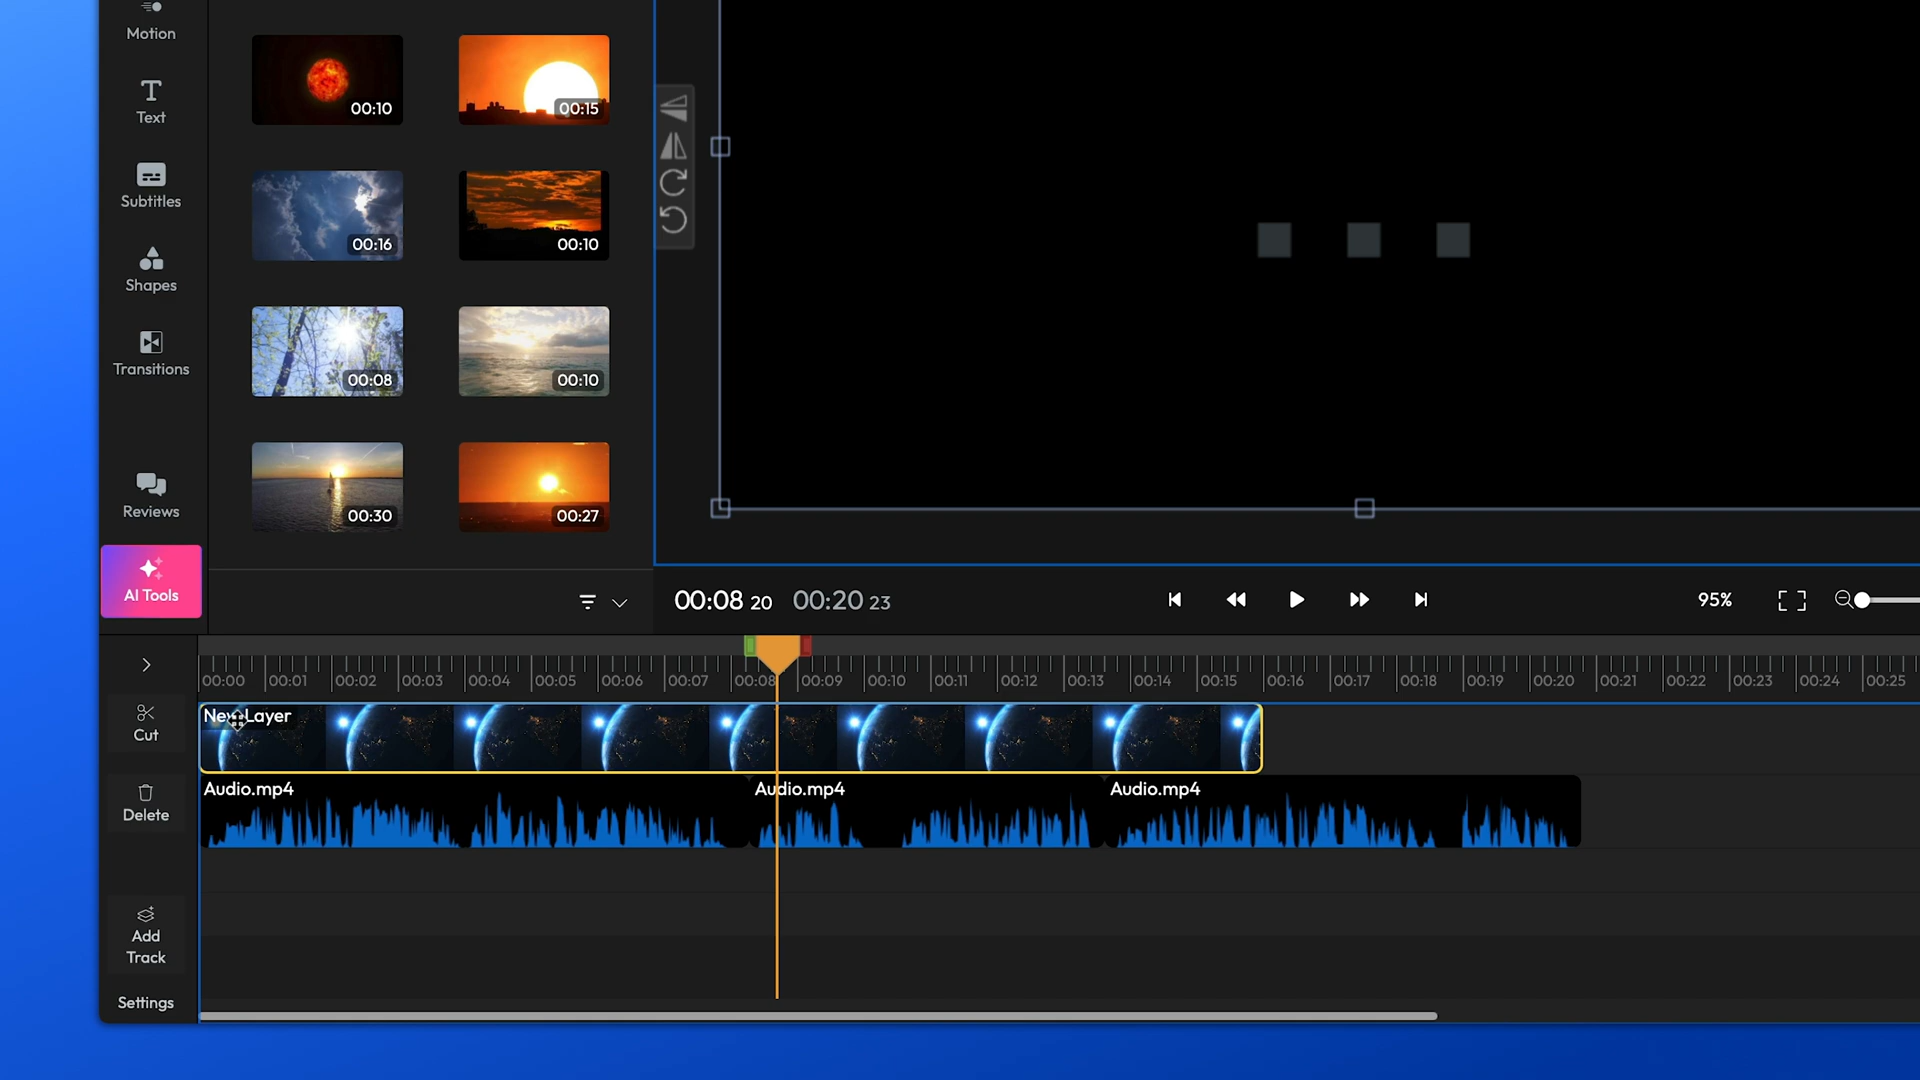 Motion
Text
Subtitles
Shapes
Transitions
Reviews
AI Tools
00:10
00:15
00:16
00:10
00:08
00:10
00:30
00:27
00:08 20 00:20 23
95%
00:00 00:01 00:02 00:03 00:04 00:05 00:06 00:07 00:08 00:09 00:10 00:11 00:12 00:13 00:14 00:15 00:16 00:17 00:18 00:19 00:20 00:21 00:22 00:23 00:24 00:25
Cut
Delete
Add
Track
Settings
New Layer
Audio.mp4 Audio.mp4 Audio.mp4